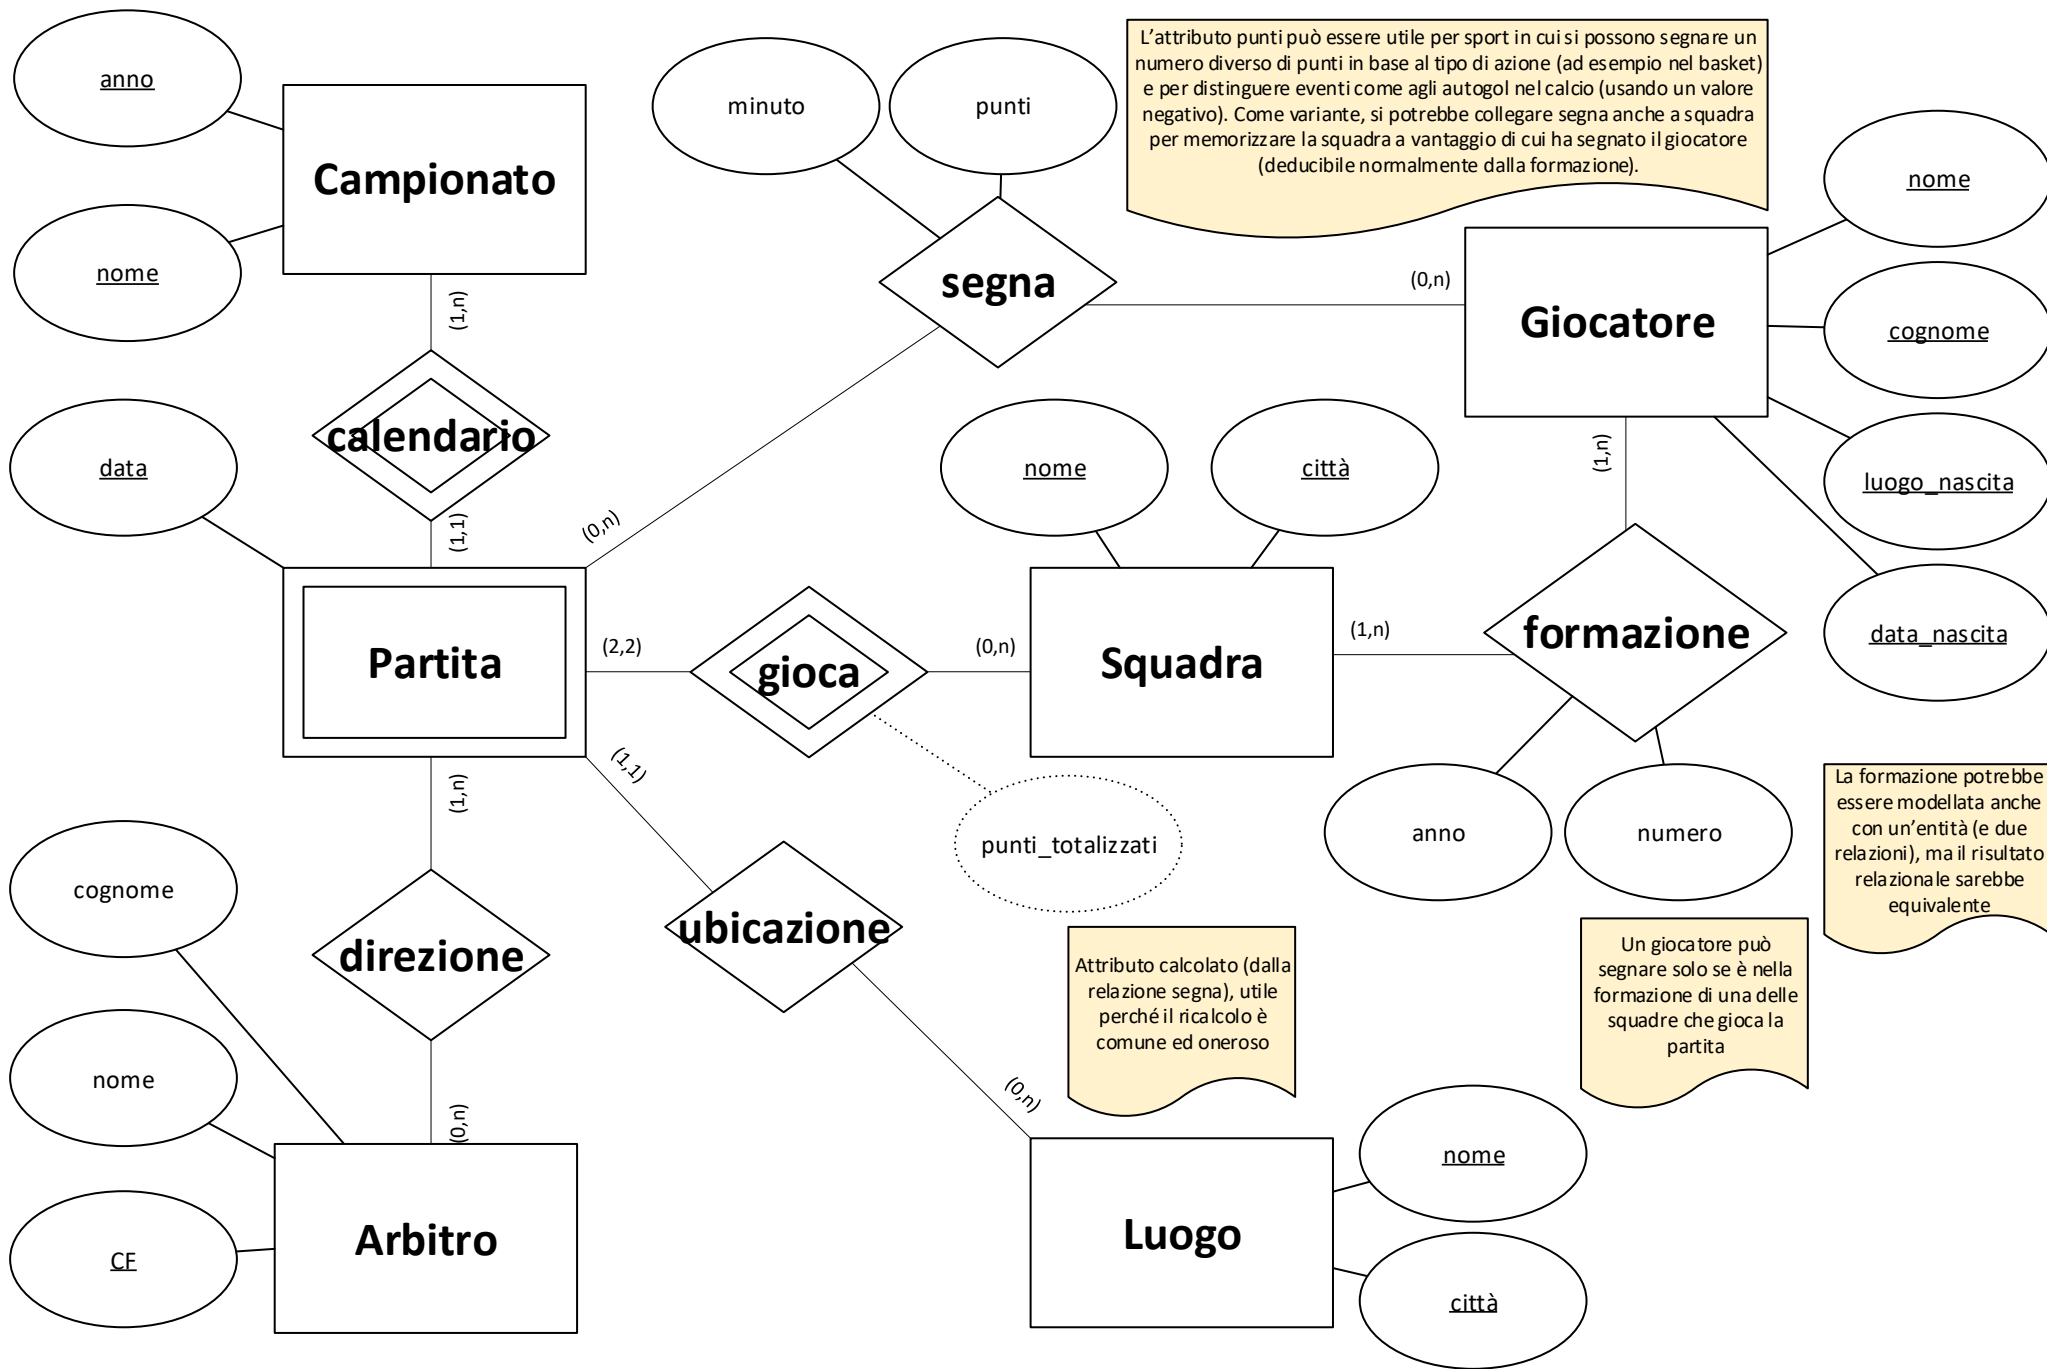 anno
nome
Campionato
(1,n)
calendario
(1,1)
data
Partita
minuto
punti
segna
(0,n)
(0,n)
L'attributo punti può essere utile per sport in cui si possono segnare un
numero diverso di punti in base al tipo di azione (ad esempio nel basket)
e per distinguere eventi come agli autogol nel calcio (usando un valore
negativo). Come variante, si potrebbe collegare segna anche a squadra
per memorizzare la squadra a vantaggio di cui ha segnato il giocatore
(deducibile normalmente dalla formazione).
Giocatore
nome
cognome
luogo_nascita
data_nascita
(1,n)
nome
città
Squadra
(2,2)
gioca
(0,n)
(1,n)
formazione
anno
numero
punti_totalizzati
(1,n)
direzione
(0,n)
(1,1)
ubicazione
(0,n)
cognome
nome
CF
Arbitro
Attributo calcolato (dalla
relazione segna), utile
perché il ricalcolo è
comune ed oneroso
Un giocatore può
segnare solo se è nella
formazione di una delle
squadre che gioca la
partita
La formazione potrebbe
essere modellata anche
con un'entità (e due
relazioni), ma il risultato
relazionale sarebbe
equivalente
Luogo
nome
città